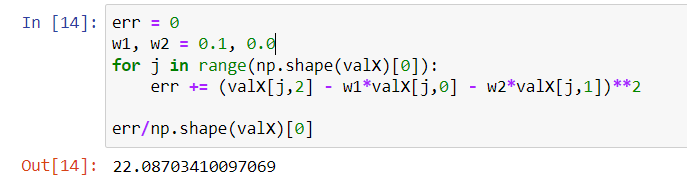 In [14]: err = 0
w1, w2 = 0.1, 0.0
for j in range(np.shape(valX)[0]):
    err += (valX[j,2] - w1*valX[j,0] - w2*valX[j,1])**2
err/np.shape(valX)[0]
Out[14]: 22.08703410097069